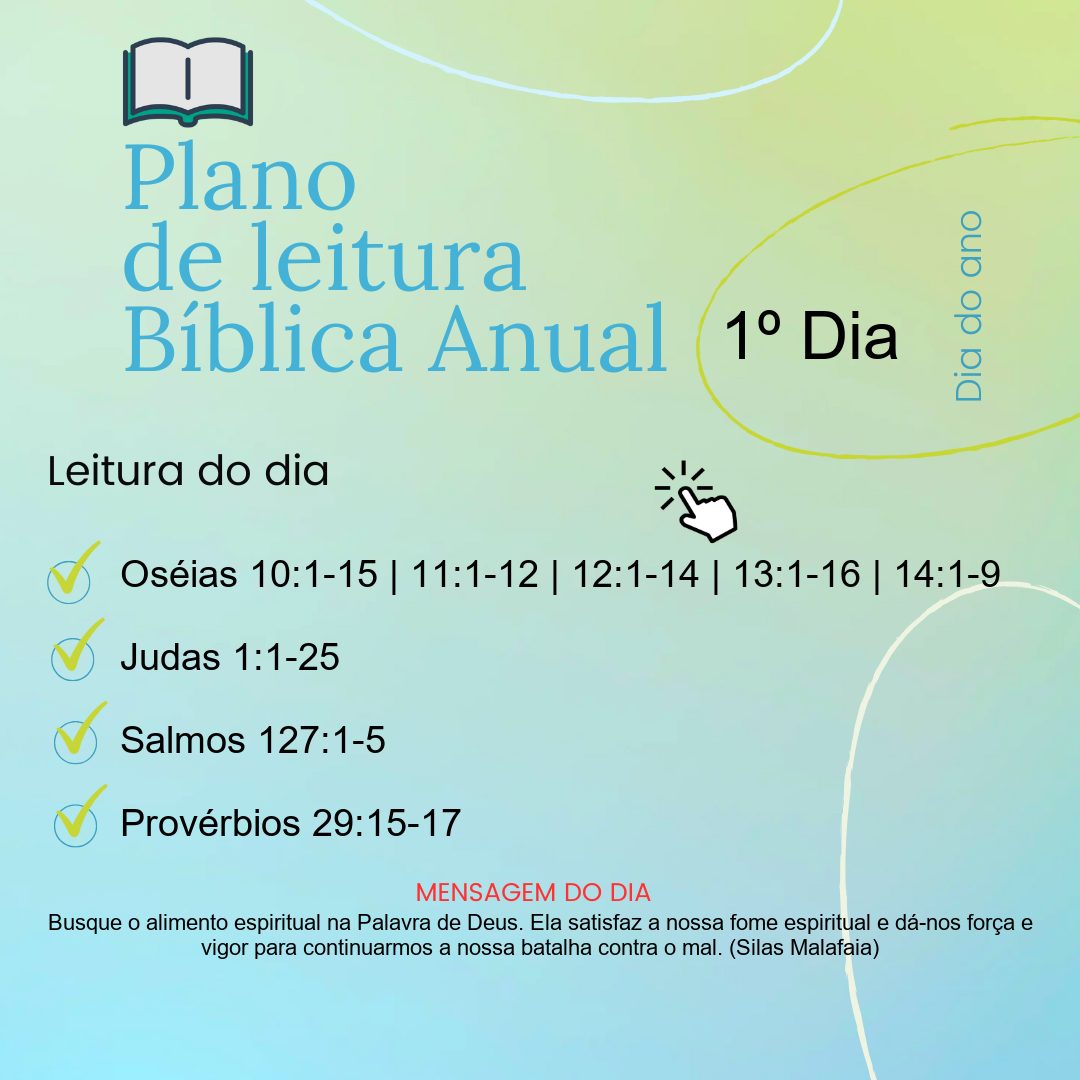 Plano
de leitura
Bíblica Anual
1º Dia
Dia do ano
Leitura do dia
Oséias 10:1-15 | 11:1-12 | 12:1-14 | 13:1-16 | 14:1-9
Judas 1:1-25
Salmos 127:1-5
Provérbios 29:15-17
MENSAGEM DO DIA
Busque o alimento espiritual na Palavra de Deus. Ela satisfaz a nossa fome espiritual e dá-nos força e
vigor para continuarmos a nossa batalha contra o mal. (Silas Malafaia)